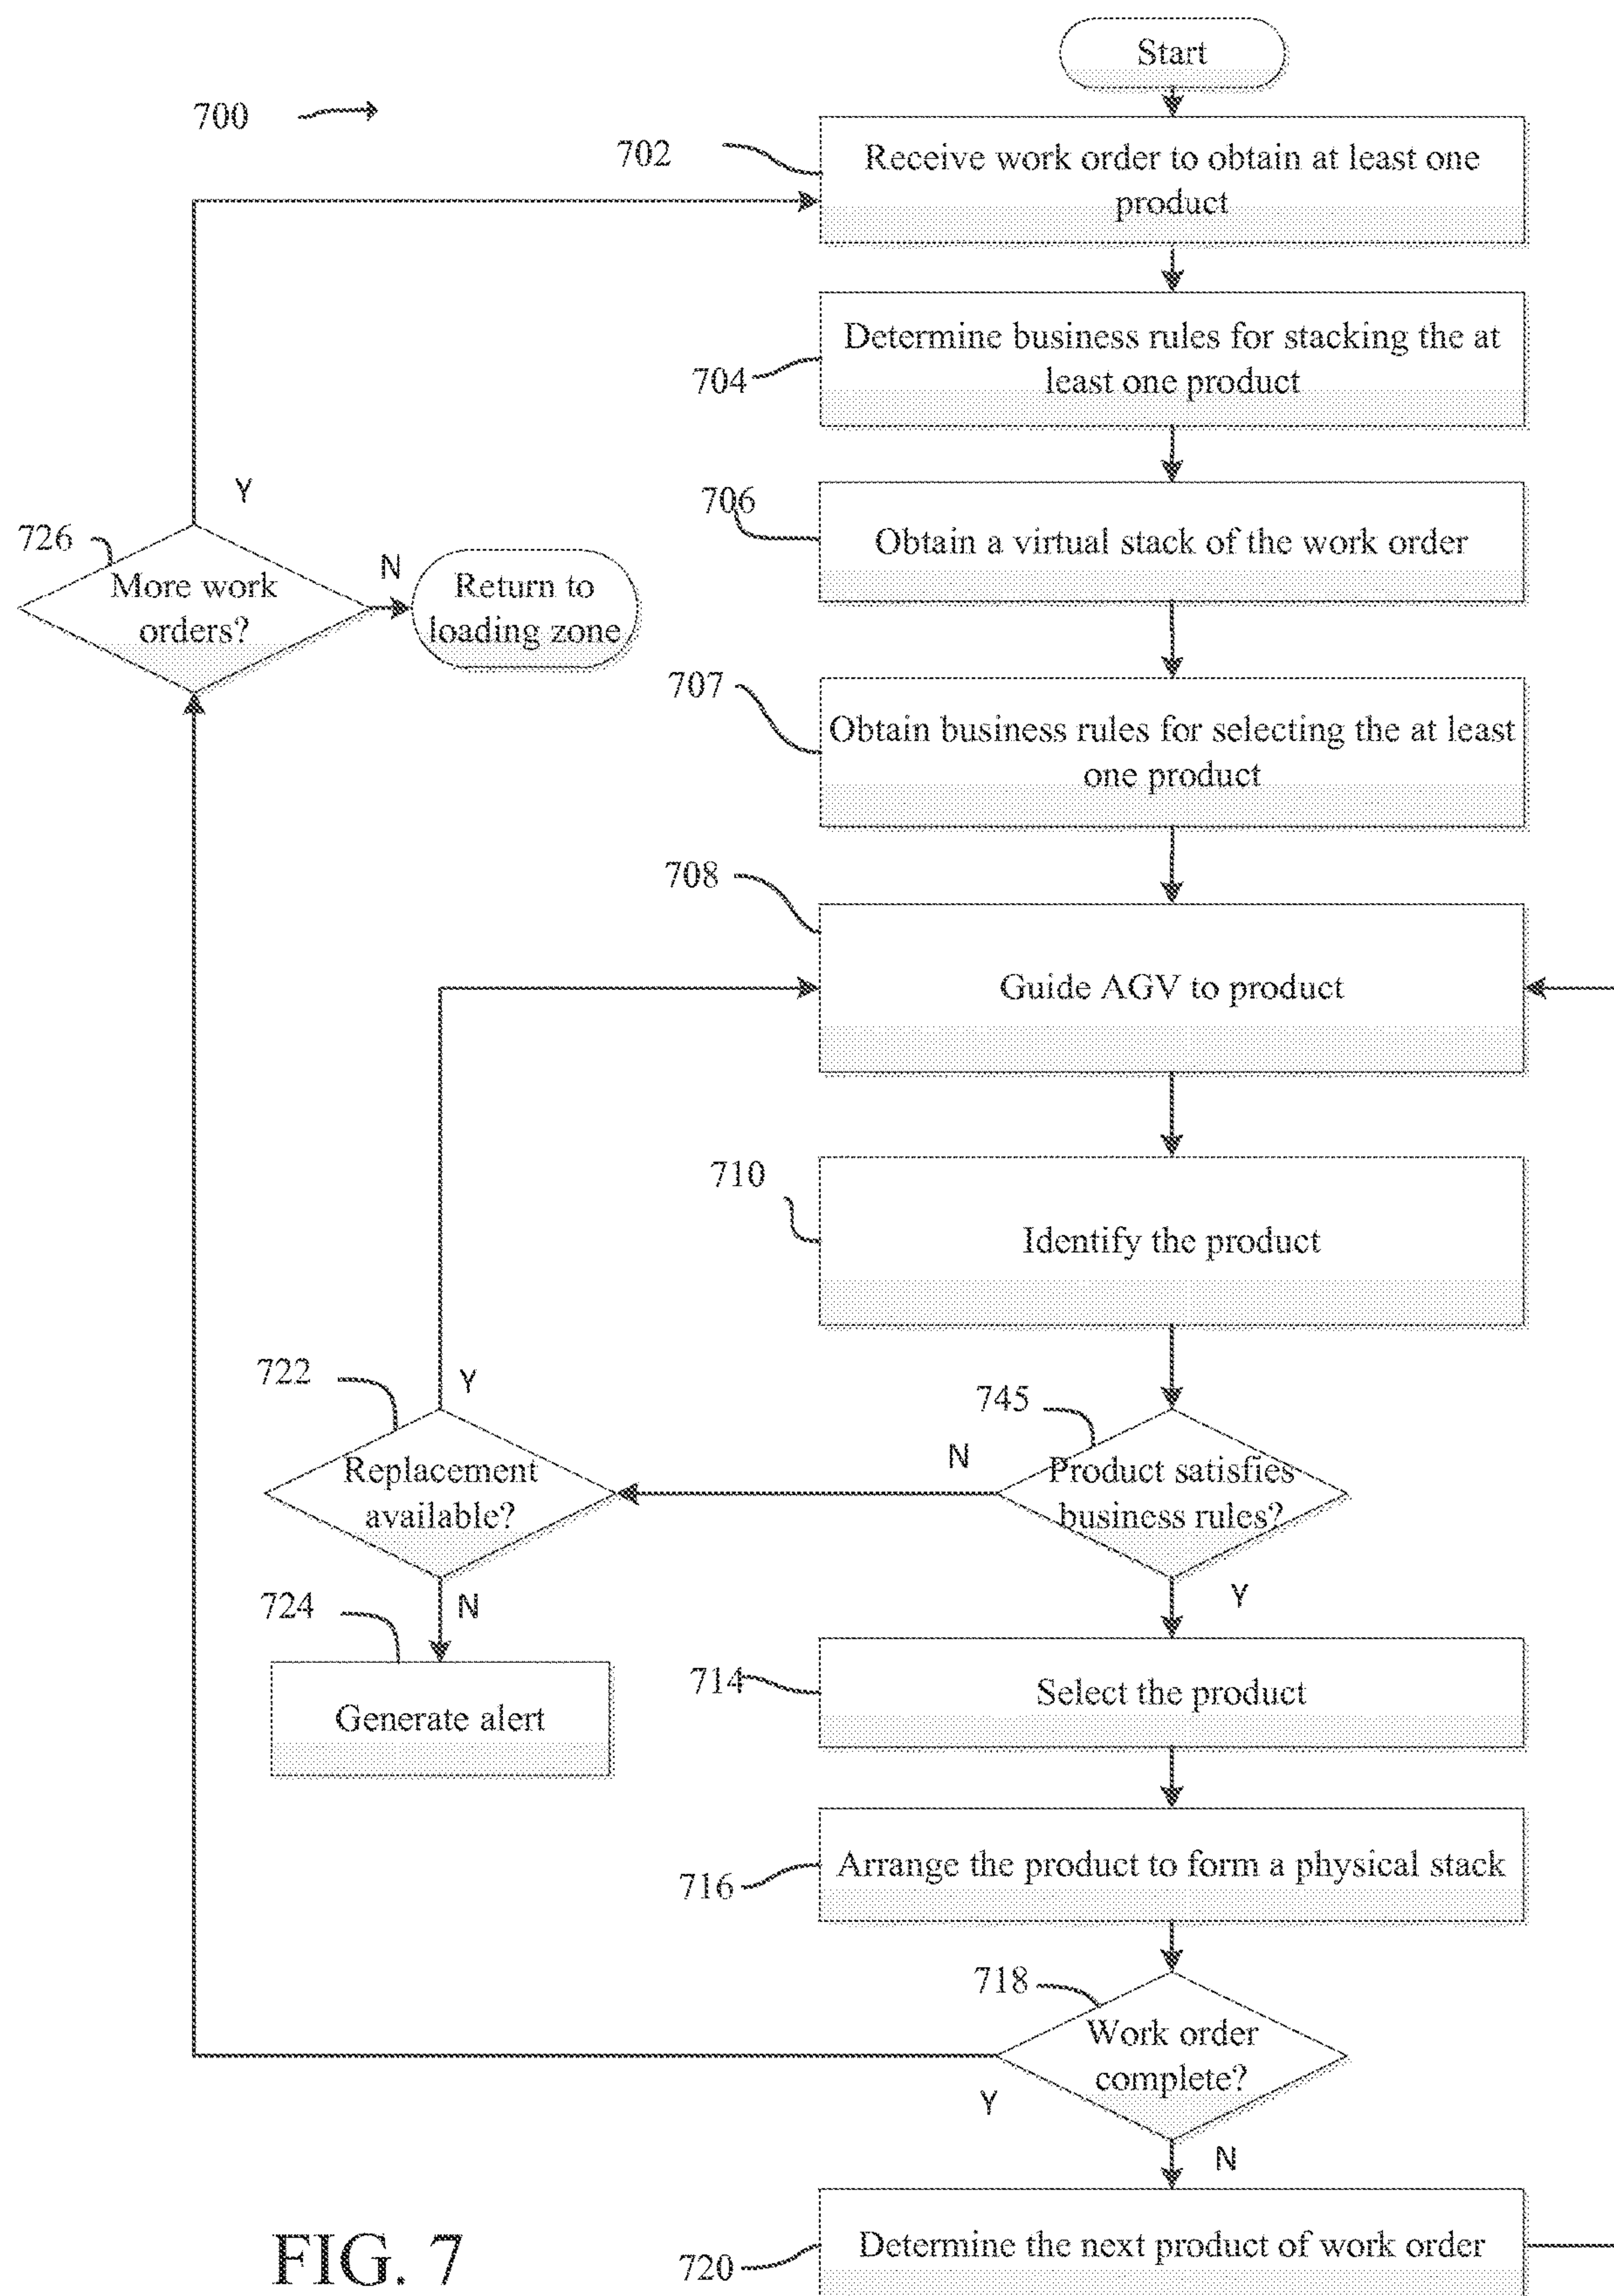 Start
700
702
Receive work order to obtain at least one
product
704
Determine business rules for stacking the at
least one product
706
Obtain a virtual stack of the work order
Y
726
More work
orders?
N
Return to
loading zone
707
Obtain business rules for selecting the at least
one product
708
Guide AGV to product
710
Identify the product
722
Y
Replacement
available?
745
N
Product satisfies
business rules?
Y
724
N
Generate alert
714
Select the product
716
Arrange the product to form a physical stack
718
Work order
complete?
Y
N
720
Determine the next product of work order
FIG. 7